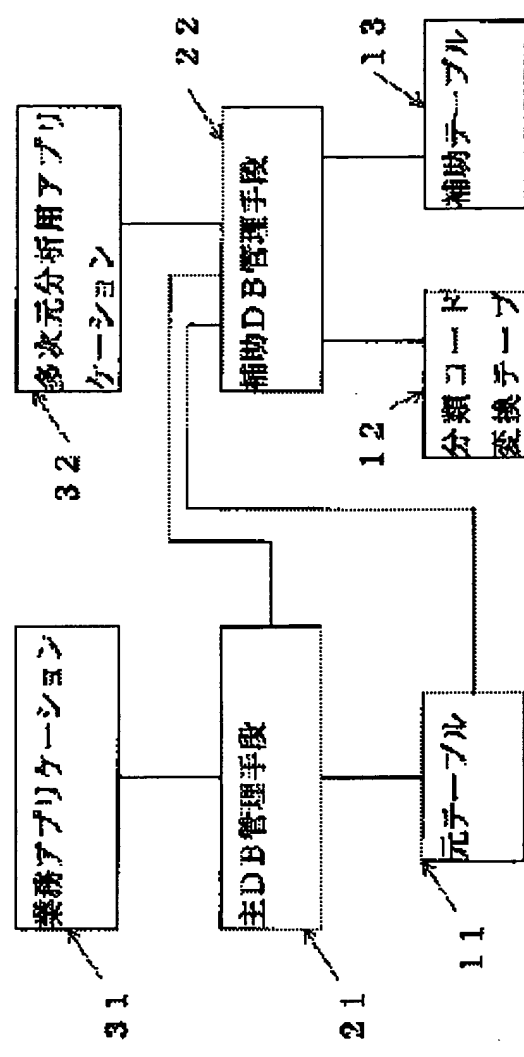 31
業務アプリケーション
32
多次元分析用アプリ
ケーション
21
主DB管理手段
22
補助DB管理手段
11
元テーブル
12
分類コード
変換テーブ
13
補助テーブル